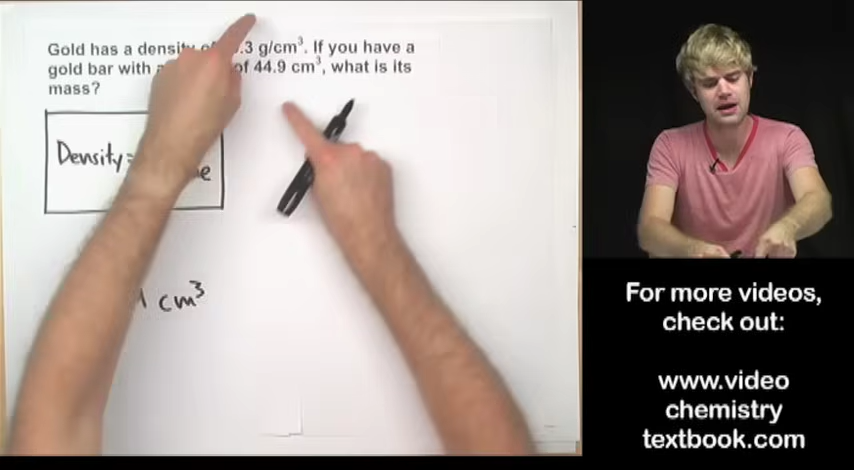 Gold has a density .3 g/cm³. If you have a
gold bar with of 44.9 cm³, what is its
mass?
Density=
e
cm³
For more videos,
check out:
www.video
chemistry
textbook.com